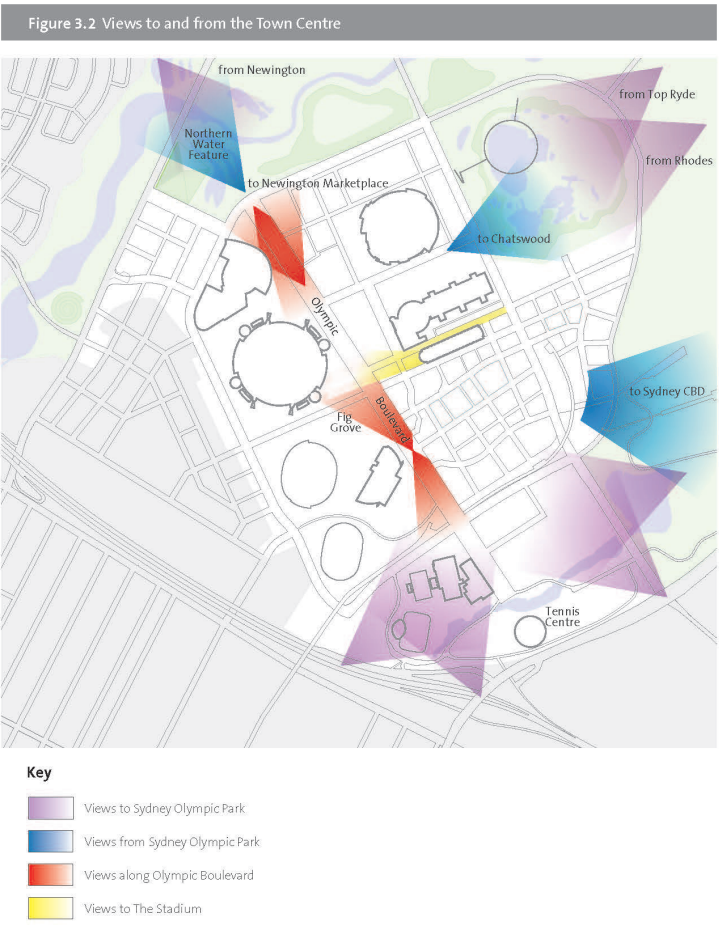 Figure 3.2 Views to and from the Town Centre
from Newington
from Top Ryde
Northern
Water
Feature
from Rhodes
to Newington Marketplace
to Chatswood
Olympic
to Sydney CBD
Boulevard
Fig
Grove
Tennis
Centre
Key
Views to Sydney Olympic Park
Views from Sydney Olympic Park
Views along Olympic Boulevard
Views to The Stadium